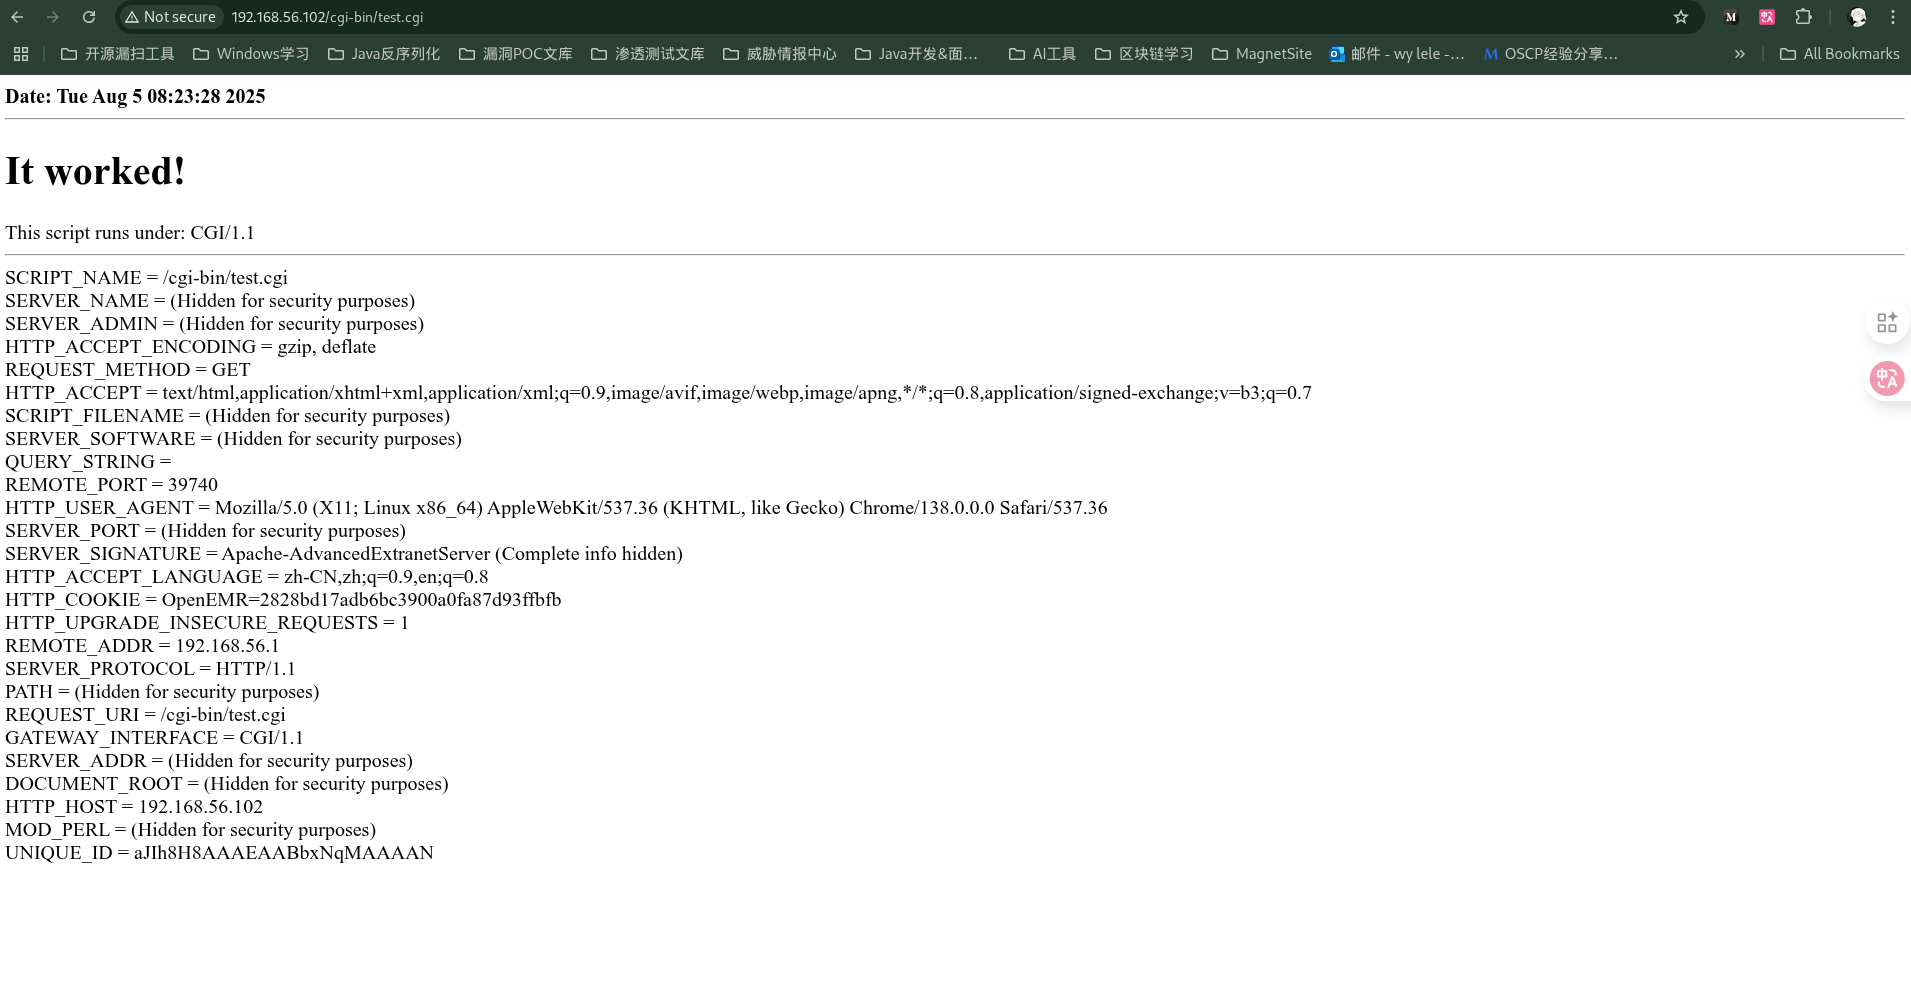 Not secure 192.168.56.102/cgi-bin/test.cgi
开源漏扫工具 Windows学习 Java反序列化 漏洞POC文库 渗透测试文库 威胁情报中心 Java开发&面... AI工具 区块链学习 MagnetSite 邮件 - wy lele -... OSCP经验分享... » All Bookmarks
Date: Tue Aug 5 08:23:28 2025
It worked!
This script runs under: CGI/1.1
SCRIPT_NAME = /cgi-bin/test.cgi
SERVER_NAME = (Hidden for security purposes)
SERVER_ADMIN = (Hidden for security purposes)
HTTP_ACCEPT_ENCODING = gzip, deflate
REQUEST_METHOD = GET
HTTP_ACCEPT = text/html,application/xhtml+xml,application/xml;q=0.9,image/avif,image/webp,image/apng,*/*;q=0.8,application/signed-exchange;v=b3;q=0.7
SCRIPT_FILENAME = (Hidden for security purposes)
SERVER_SOFTWARE = (Hidden for security purposes)
QUERY_STRING =
REMOTE_PORT = 39740
HTTP_USER_AGENT = Mozilla/5.0 (X11; Linux x86_64) AppleWebKit/537.36 (KHTML, like Gecko) Chrome/138.0.0.0 Safari/537.36
SERVER_PORT = (Hidden for security purposes)
SERVER_SIGNATURE = Apache-AdvancedExtranetServer (Complete info hidden)
HTTP_ACCEPT_LANGUAGE = zh-CN,zh;q=0.9,en;q=0.8
HTTP_COOKIE = OpenEMR=2828bd17adb6bc3900a0fa87d93ffbfb
HTTP_UPGRADE_INSECURE_REQUESTS = 1
REMOTE_ADDR = 192.168.56.1
SERVER_PROTOCOL = HTTP/1.1
PATH = (Hidden for security purposes)
REQUEST_URI = /cgi-bin/test.cgi
GATEWAY_INTERFACE = CGI/1.1
SERVER_ADDR = (Hidden for security purposes)
DOCUMENT_ROOT = (Hidden for security purposes)
HTTP_HOST = 192.168.56.102
MOD_PERL = (Hidden for security purposes)
UNIQUE_ID = aJIh8H8AAAEAABbxNqMAAAAN